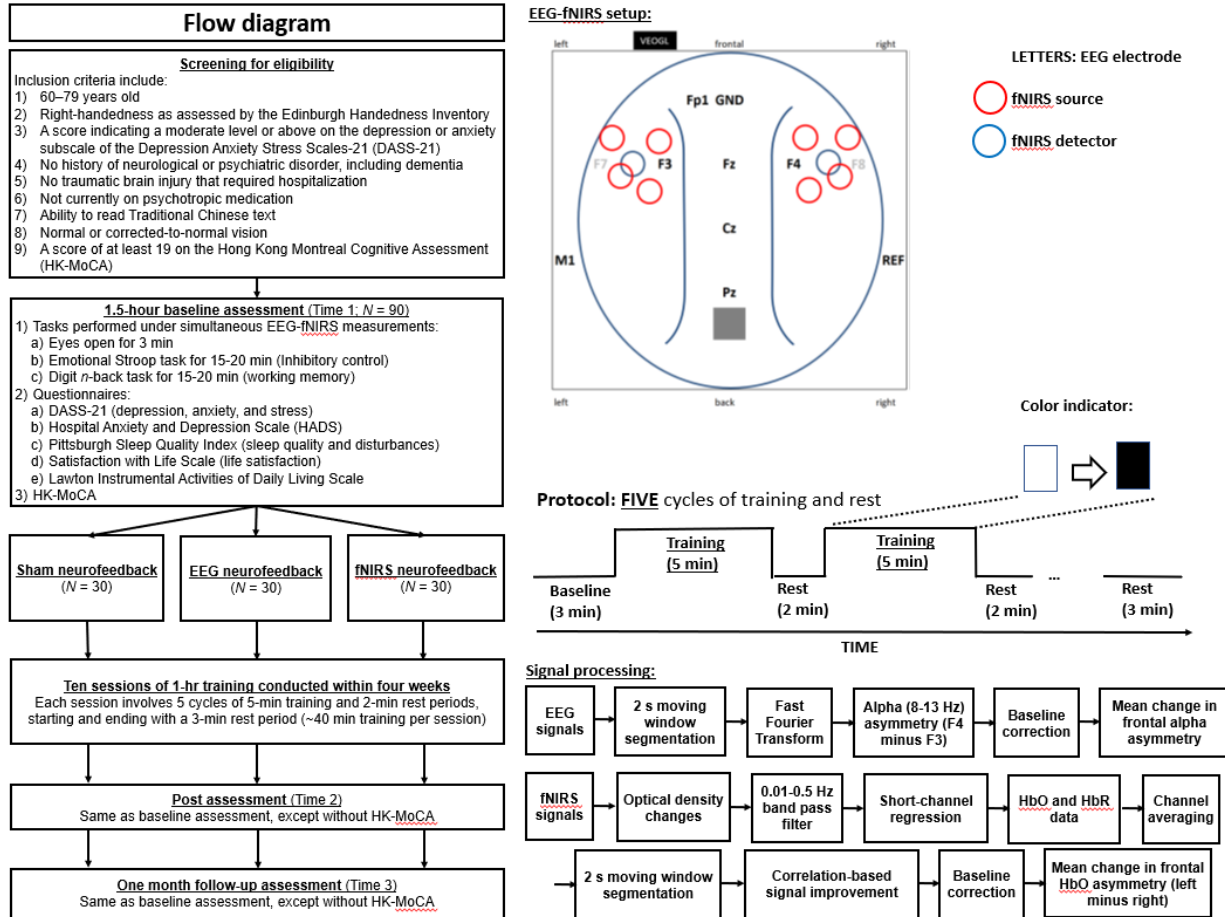 Flow diagram
Screening for eligibility
Inclusion criteria include:
1) 60–79 years old
2) Right-handedness as assessed by the Edinburgh Handedness Inventory
3) A score indicating a moderate level or above on the depression or anxiety
subscale of the Depression Anxiety Stress Scales-21 (DASS-21)
4) No history of neurological or psychiatric disorder, including dementia
5) No traumatic brain injury that required hospitalization
6) Not currently on psychotropic medication
7) Ability to read Traditional Chinese text
8) Normal or corrected-to-normal vision
9) A score of at least 19 on the Hong Kong Montreal Cognitive Assessment
(HK-MoCA)
1.5-hour baseline assessment (Time 1; N = 90)
1) Tasks performed under simultaneous EEG-fNIRS measurements:
a) Eyes open for 3 min
b) Emotional Stroop task for 15-20 min (Inhibitory control)
c) Digit n-back task for 15-20 min (working memory)
2) Questionnaires:
a) DASS-21 (depression, anxiety, and stress)
b) Hospital Anxiety and Depression Scale (HADS)
c) Pittsburgh Sleep Quality Index (sleep quality and disturbances)
d) Satisfaction with Life Scale (life satisfaction)
e) Lawton Instrumental Activities of Daily Living Scale
3) HK-MoCA
Sham neurofeedback
(N = 30)
EEG neurofeedback
(N = 30)
fNIRS neurofeedback
(N = 30)
Ten sessions of 1-hr training conducted within four weeks
Each session involves 5 cycles of 5-min training and 2-min rest periods,
starting and ending with a 3-min rest period (~40 min training per session)
Post assessment (Time 2)
Same as baseline assessment, except without HK-MoCA
One month follow-up assessment (Time 3)
Same as baseline assessment, except without HK-MoCA
EEG-fNIRS setup:
left
VEOGL
frontal
right
Fp1 GND
F7
F3
Fz
F4
F8
Cz
M1
REF
Pz
left
back
right
LETTERS: EEG electrode
fNIRS source
fNIRS detector
Color indicator:
Protocol: FIVE cycles of training and rest
Training
(5 min)
Training
(5 min)
Baseline
(3 min)
Rest
(2 min)
Rest
(2 min)
...
Rest
(3 min)
TIME
Signal processing:
EEG
signals
2 s moving
window
segmentation
Fast
Fourier
Transform
Alpha (8-13 Hz)
asymmetry (F4
minus F3)
Baseline
correction
Mean change in
frontal alpha
asymmetry
fNIRS
signals
Optical density
changes
0.01-0.5 Hz
band pass
filter
Short-channel
regression
HbO and HbR
data
Channel
averaging
2 s moving window
segmentation
Correlation-based
signal improvement
Baseline
correction
Mean change in frontal
HbO asymmetry (left
minus right)